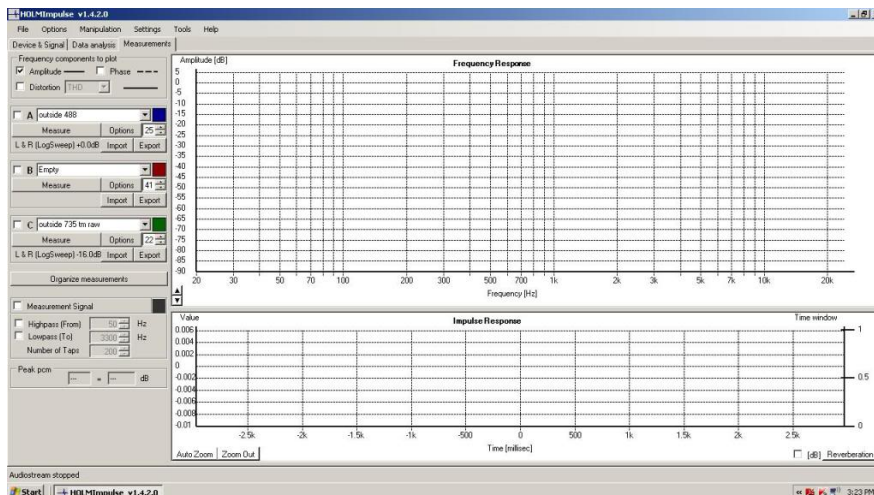 HOLMImpulse v1.4.2.0
File Options Manipulation Settings Tools Help
Device & Signal Data analysis Measurements
Frequency components to plot
Amplitude Phase
Distortion THD
A outside 488
Measure Options 25
L & R (LogSweep) +0.0dB Import Export
B Empty
Measure Options 41
Import Export
C outside 735 tm raw
Measure Options 22
L & R (LogSweep) -16.0dB Import Export
Organize measurements
Measurement Signal
Highpass (From) 50 Hz
Lowpass (To) 3300 Hz
Number of Taps 200
Peak pcm
--- = --- dB
Amplitude [dB] Frequency Response
5
0
-5
-10
-15
-20
-25
-30
-35
-40
-45
-50
-55
-60
-65
-70
-75
-80
-85
-90
20 30 50 70 100 200 300 500 700 1k 2k 3k 5k 7k 10k 20k
Frequency [Hz]
Value Impulse Response Time window
0.006
0.004
0.002
0
-0.002
-0.004
-0.006
-0.008
-0.01
1
0.5
0
-2.5k -2k -1.5k -1k -500 0 500 1k 1.5k 2k 2.5k
Time [millisec]
Auto Zoom Zoom Out [dB] Reverberation
Audiostream stopped
Start HOLMImpulse v1.4.2.0 3:23 PM